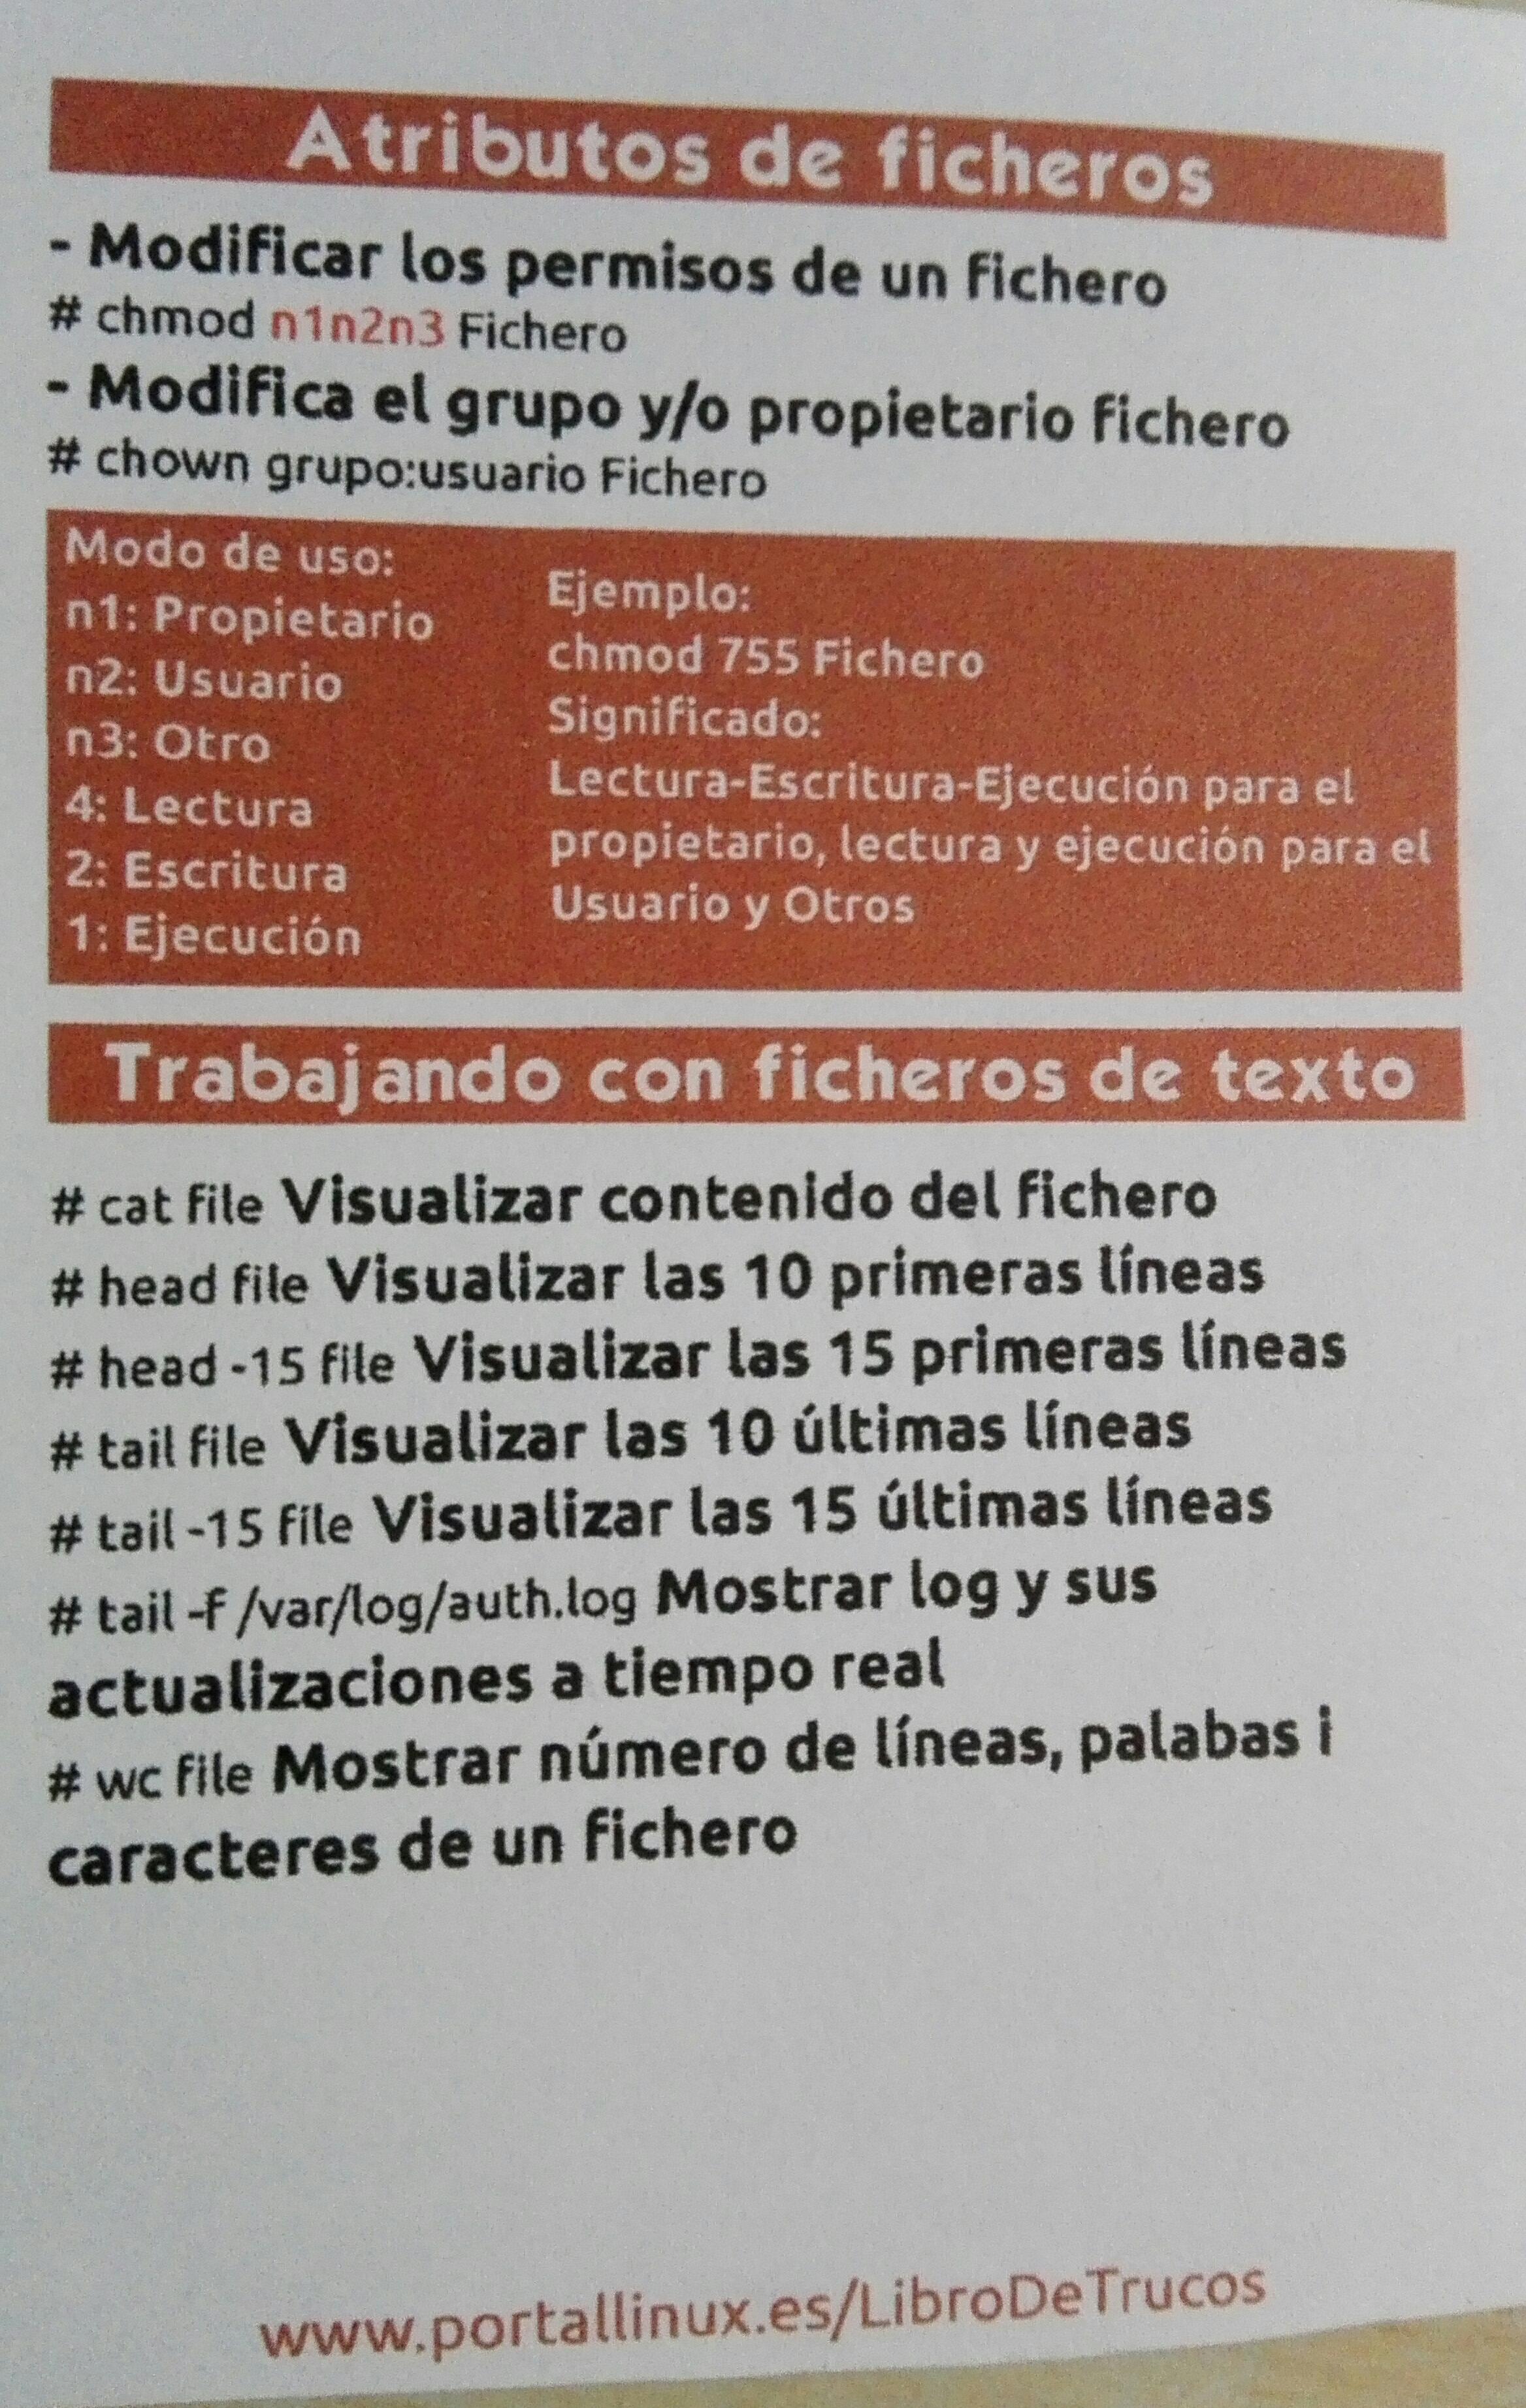 Atributos de ficheros
- Modificar los permisos de un fichero
# chmod n1n2n3 Fichero
- Modifica el grupo y/o propietario fichero
# chown grupo:usuario Fichero
Modo de uso:
n1: Propietario
n2: Usuario
n3: Otro
4: Lectura
2: Escritura
1: Ejecución
Ejemplo:
chmod 755 Fichero
Significado:
Lectura-Escritura-Ejecución para el
propietario, lectura y ejecución para el
Usuario y Otros
Trabajando con ficheros de texto
# cat file Visualizar contenido del fichero
# head file Visualizar las 10 primeras líneas
# head -15 file Visualizar las 15 primeras líneas
# tail file Visualizar las 10 últimas líneas
# tail -15 file Visualizar las 15 últimas líneas
# tail -f /var/log/auth.log Mostrar log y sus
actualizaciones a tiempo real
# wc file Mostrar número de líneas, palabas i
caracteres de un fichero
www.portallinux.es/LibroDeTrucos